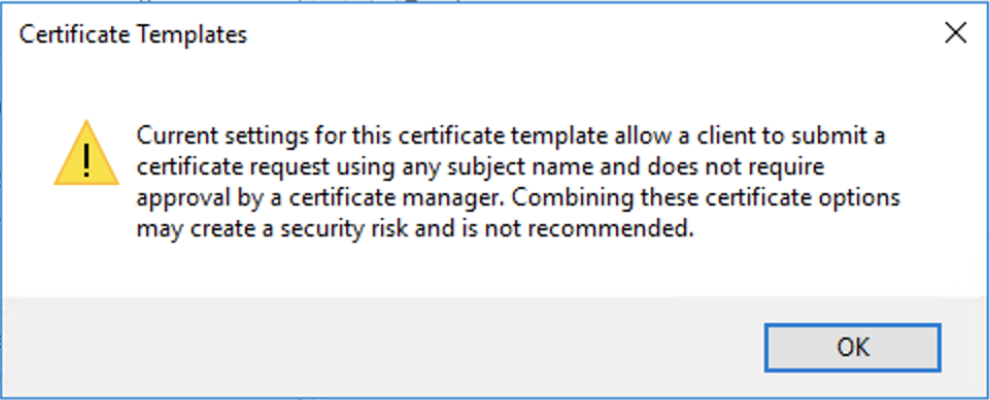 Certificate Templates
Current settings for this certificate template allow a client to submit a
certificate request using any subject name and does not require
approval by a certificate manager. Combining these certificate options
may create a security risk and is not recommended.
OK